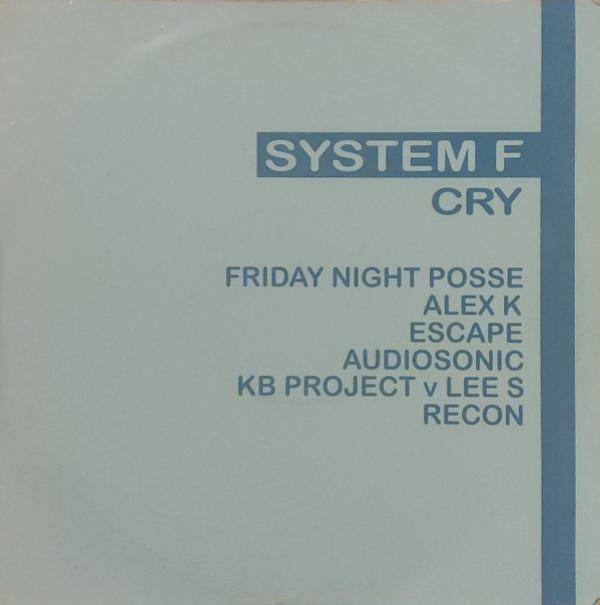 SYSTEM F
CRY
FRIDAY NIGHT POSSE
ALEX K
ESCAPE
AUDIOSONIC
KB PROJECT v LEE S
RECON